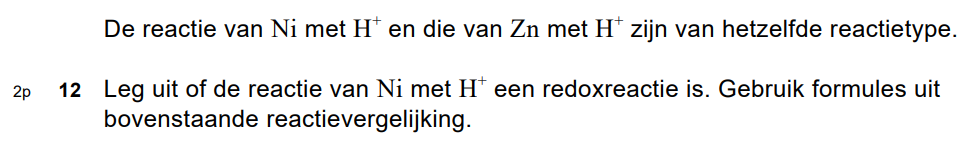 De reactie van Ni met H⁺ en die van Zn met H⁺ zijn van hetzelfde reactietype.
2p 12 Leg uit of de reactie van Ni met H⁺ een redoxreactie is. Gebruik formules uit
bovenstaande reactievergelijking.